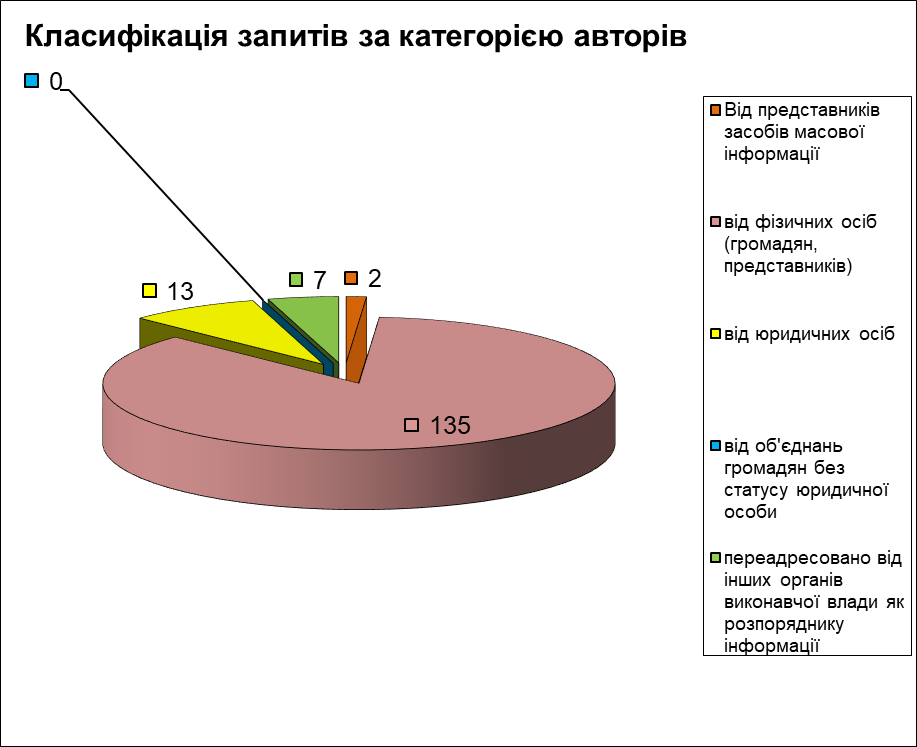 Класифікація запитів за категорією авторів
0
13
7
2
135
Від представників
засобів масової
інформації
від фізичних осіб
(громадян,
представників)
від юридичних осіб
від об'єднань
громадян без
статусу юридичної
особи
переадресовано від
інших органів
виконавчої влади як
розпоряднику
інформації